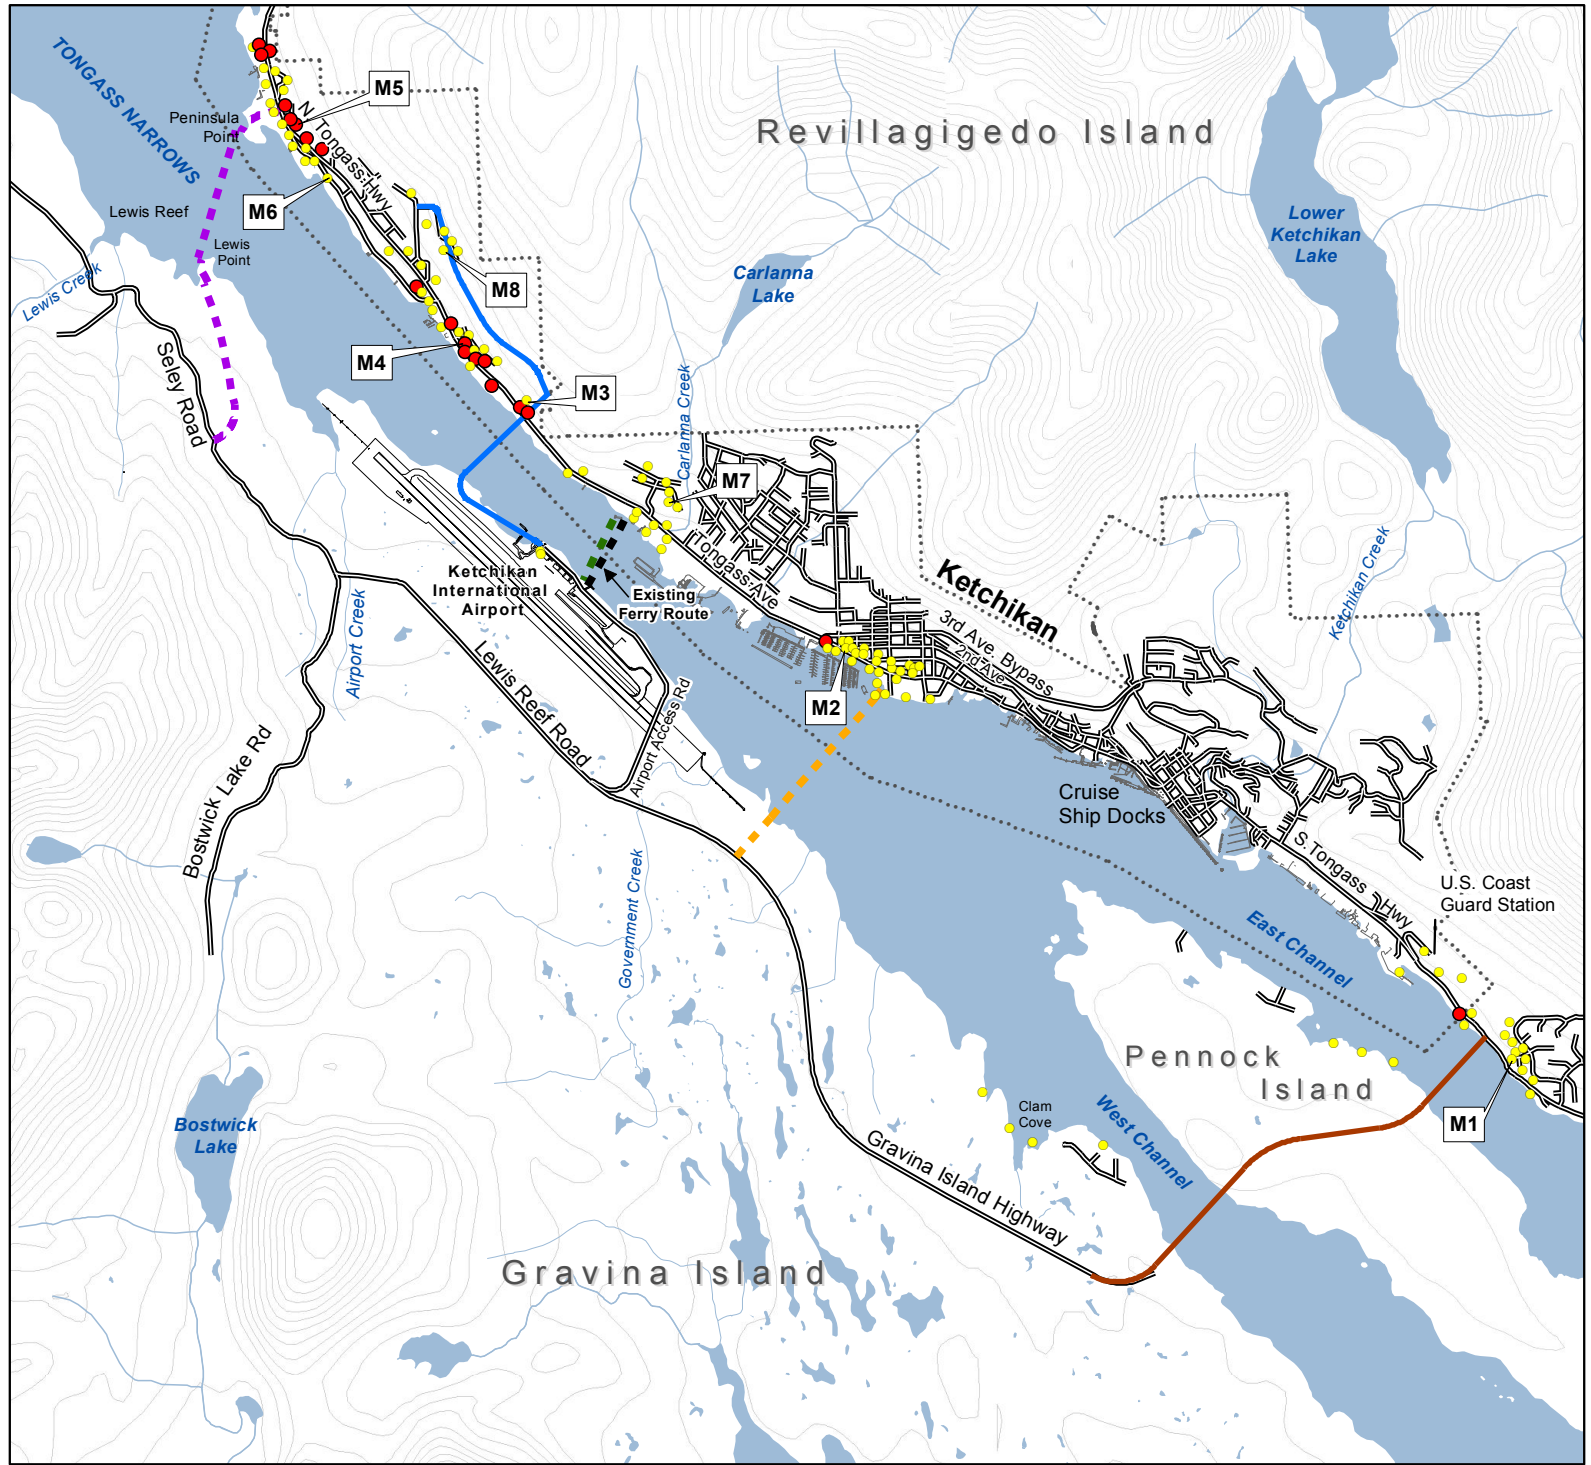 TONGASS NARROWS
M5
N. Tongass Hwy
Peninsula
Point
Revillagigedo Island
M6
Lewis Reef
Lewis
Point
Lower
Ketchikan
Lake
Lewis Creek
M8
Carlanna
Lake
Seley Road
M4
M3
Carlanna Creek
M7
Tongass Ave
Ketchikan
International
Airport
Existing
Ferry Route
Ketchikan
Ketchikan Creek
Airport Creek
3rd Ave. Bypass
2nd Ave
Lewis Reef Road
Airport Access Rd
M2
Bostwick Lake Rd
Cruise
Ship Docks
S. Tongass Hwy
U.S. Coast
Guard Station
Government Creek
East Channel
Pennock
Island
Clam
Cove
West Channel
M1
Bostwick
Lake
Gravina Island Highway
Gravina Island